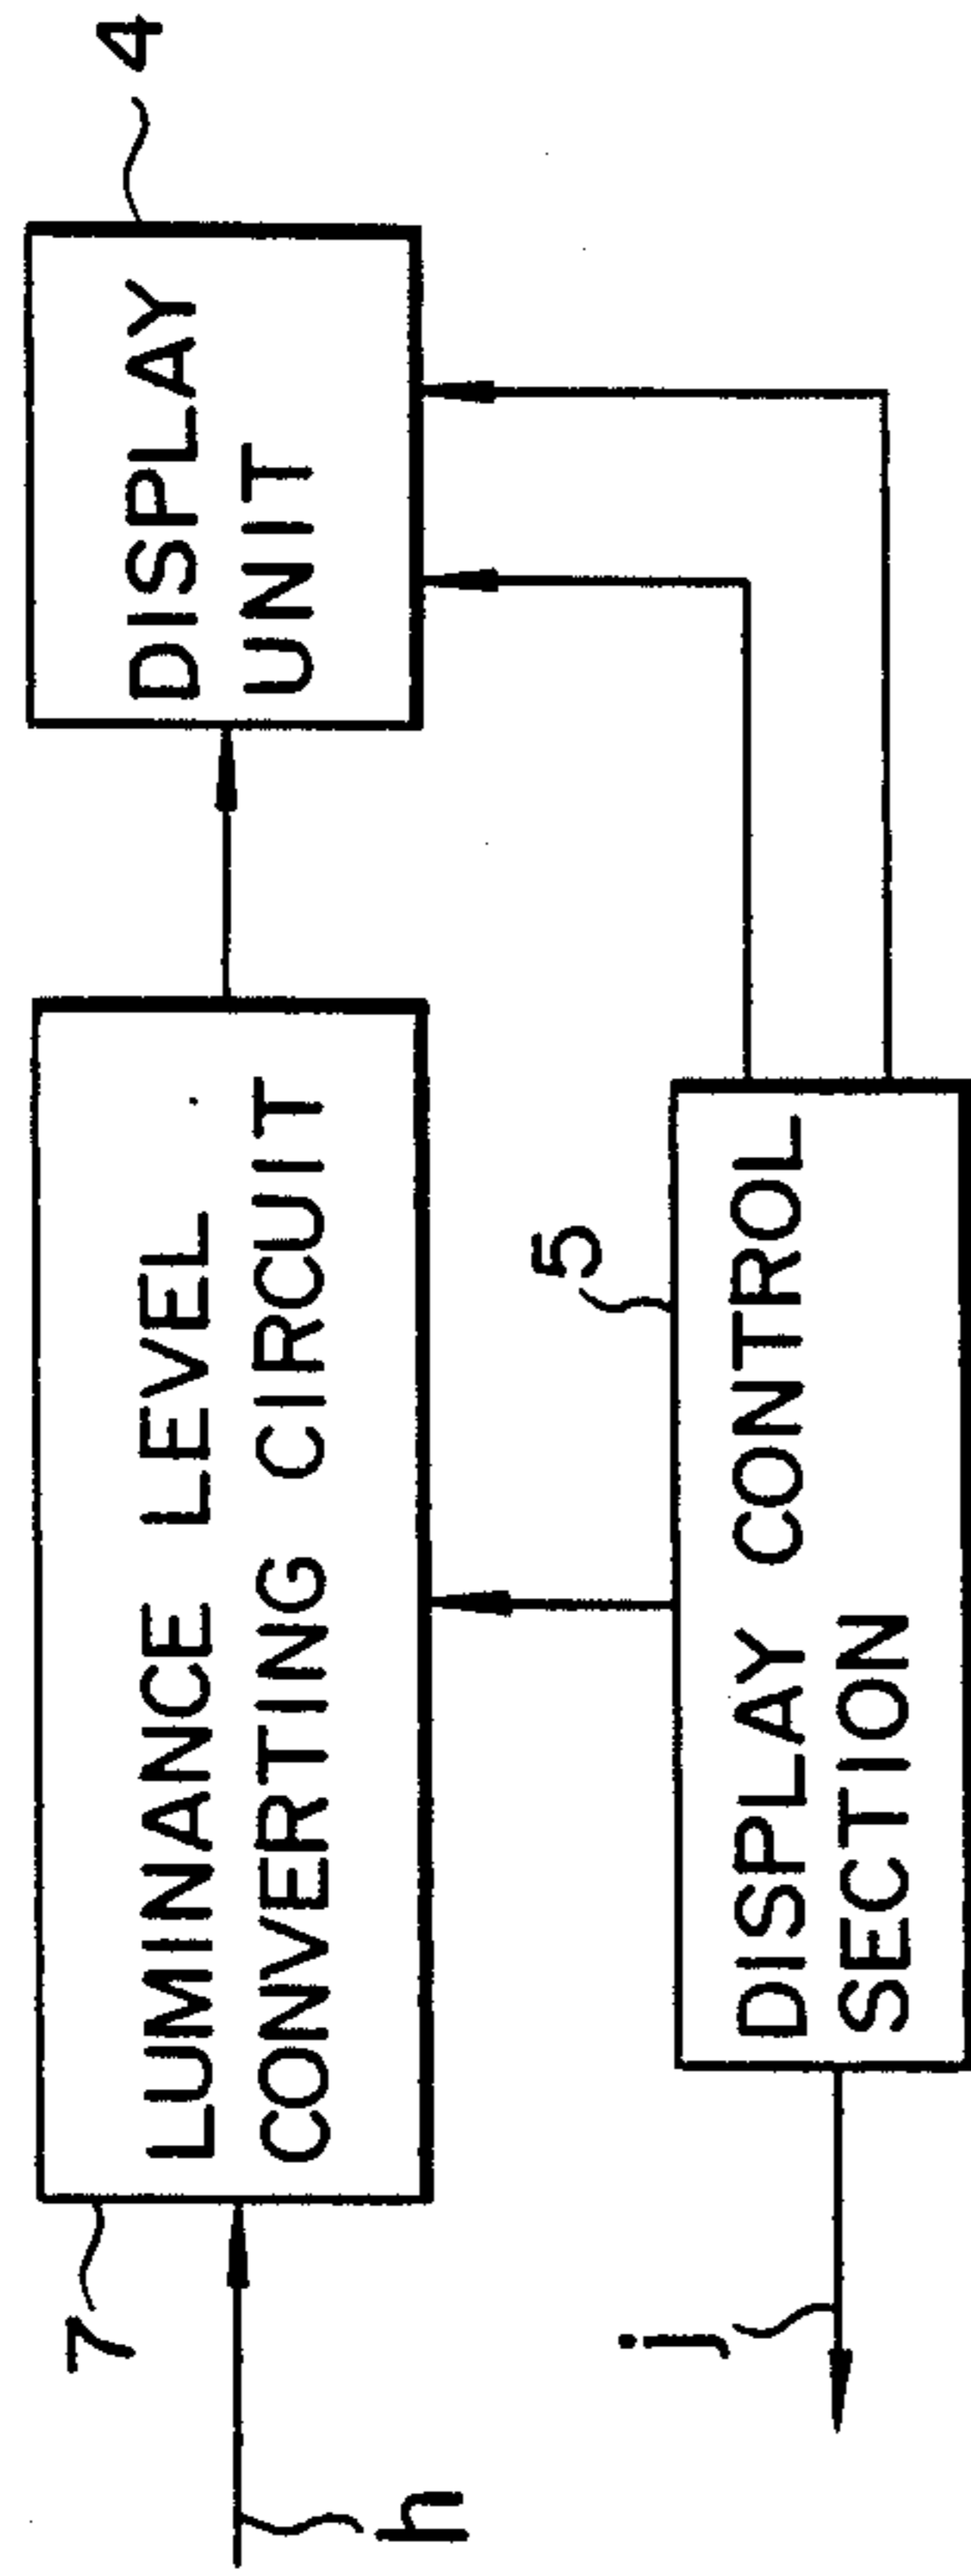 7
LUMINANCE LEVEL
CONVERTING CIRCUIT
h
DISPLAY
UNIT
4
5
DISPLAY CONTROL
SECTION
j